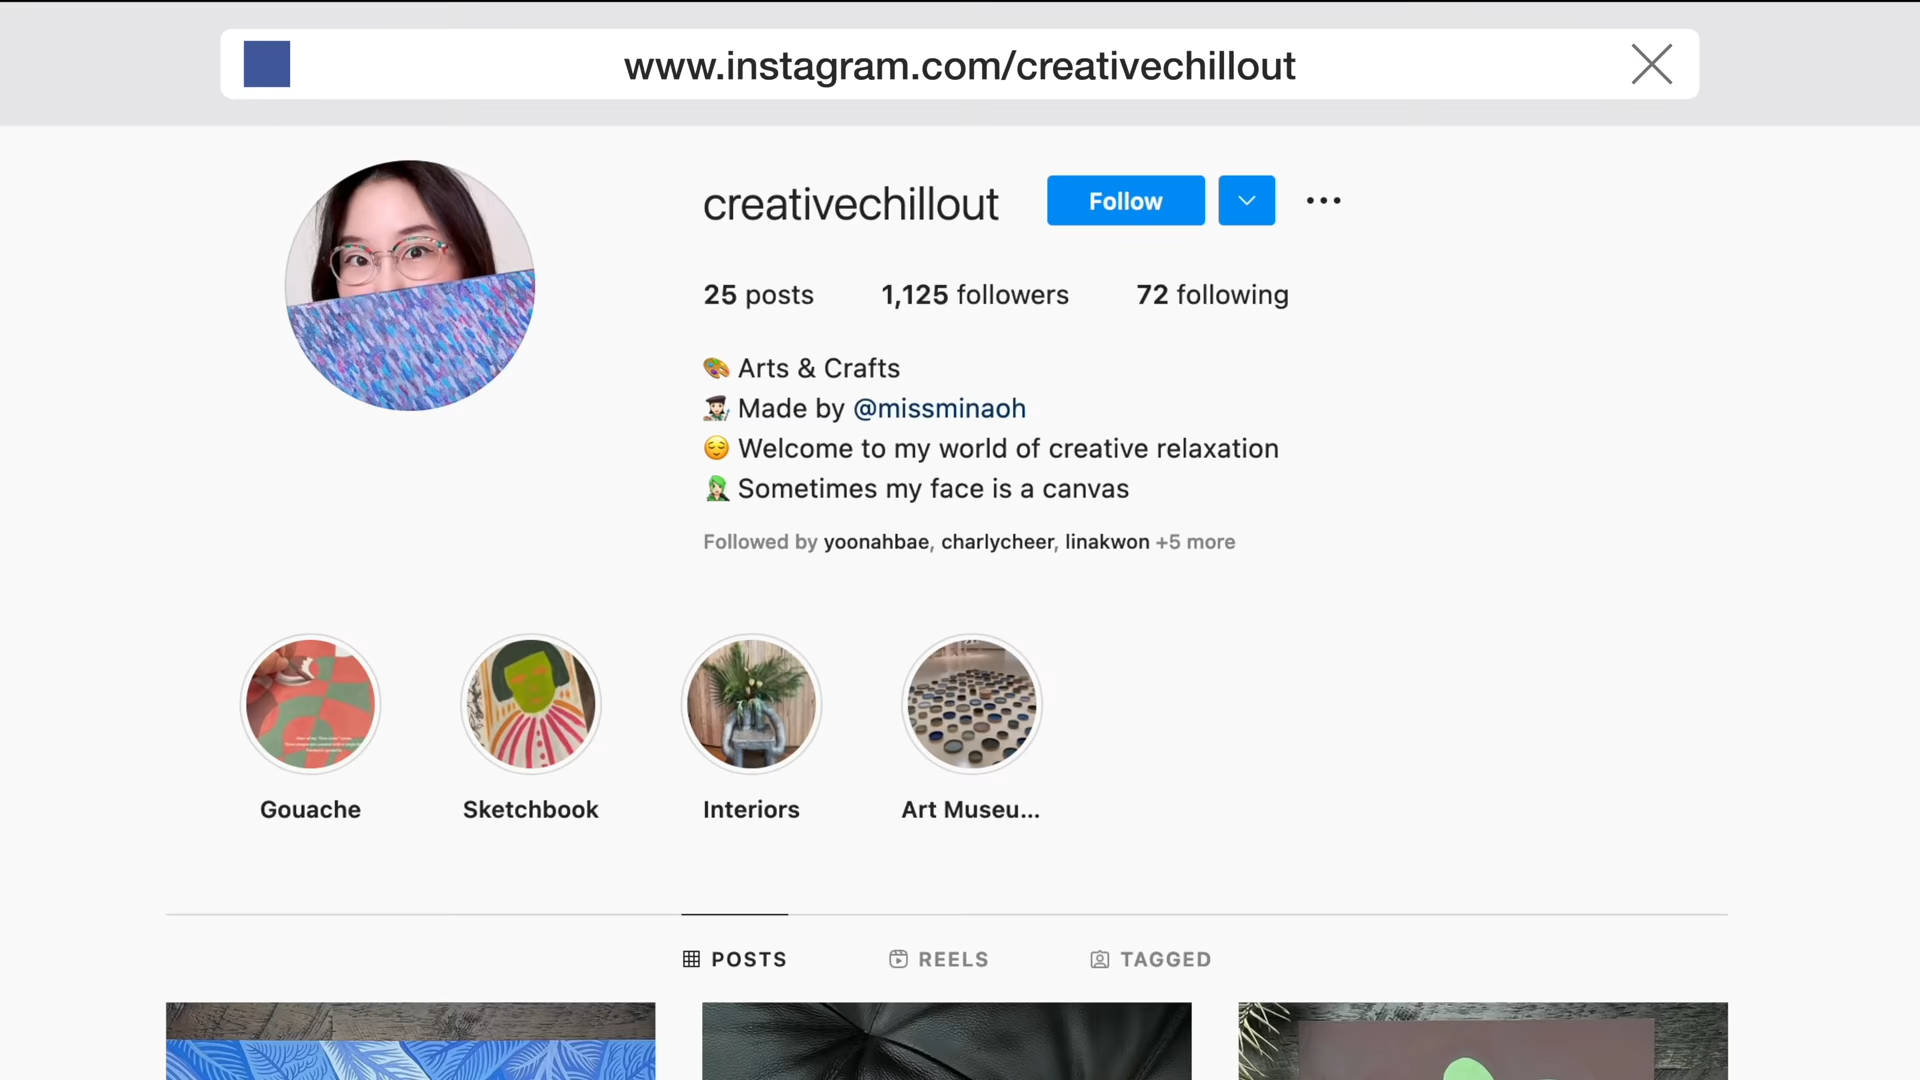 www.instagram.com/creativechillout
creativechillout
Follow
25 posts 1,125 followers 72 following
Arts & Crafts
Made by @missminaoh
Welcome to my world of creative relaxation
Sometimes my face is a canvas
Followed by yoonahbae, charlycheer, linakwon +5 more
Gouache Sketchbook Interiors Art Museu...
POSTS REELS TAGGED